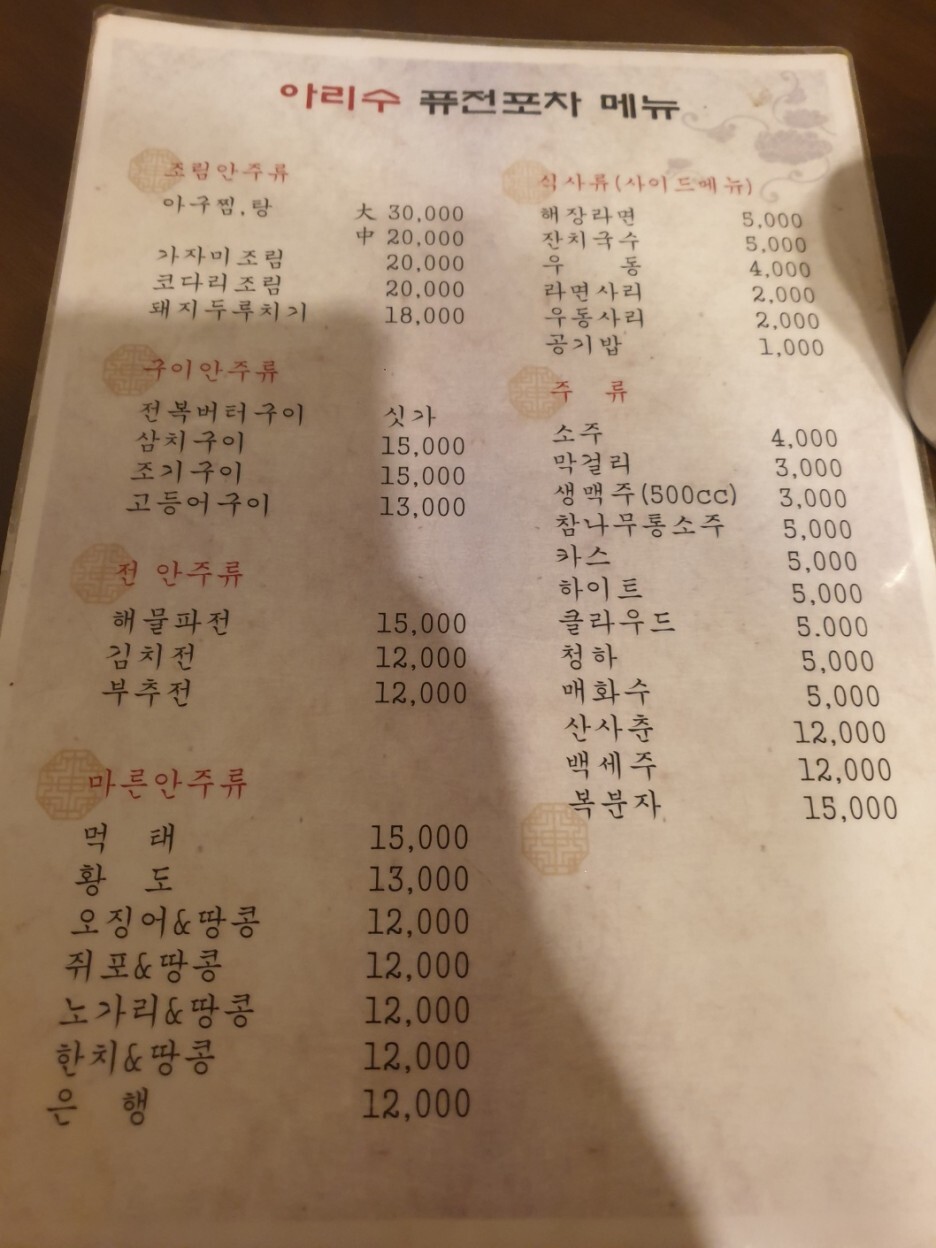 아리수 퓨전포차 메뉴
조림안주류
아구찜,탕 大 30,000
中 20,000
가자미조림 20,000
코다리조림 20,000
돼지두루치기 18,000
구이안주류
전복버터구이 싯가
삼치구이 15,000
조기구이 15,000
고등어구이 13,000
전 안주류
해물파전 15,000
김치전 12,000
부추전 12,000
마른안주류
먹 태 15,000
황 도 13,000
오징어&땅콩 12,000
쥐포&땅콩 12,000
노가리&땅콩 12,000
한치&땅콩 12,000
은 행 12,000
식사류(사이드메뉴)
해장라면 5,000
잔치국수 5,000
우 동 4,000
라면사리 2,000
우동사리 2,000
공기밥 1,000
주 류
소주 4,000
막걸리 3,000
생맥주(500cc) 3,000
참나무통소주 5,000
카스 5,000
하이트 5,000
클라우드 5.000
청하 5,000
매화수 5,000
산사춘 12,000
백세주 12,000
복분자 15,000